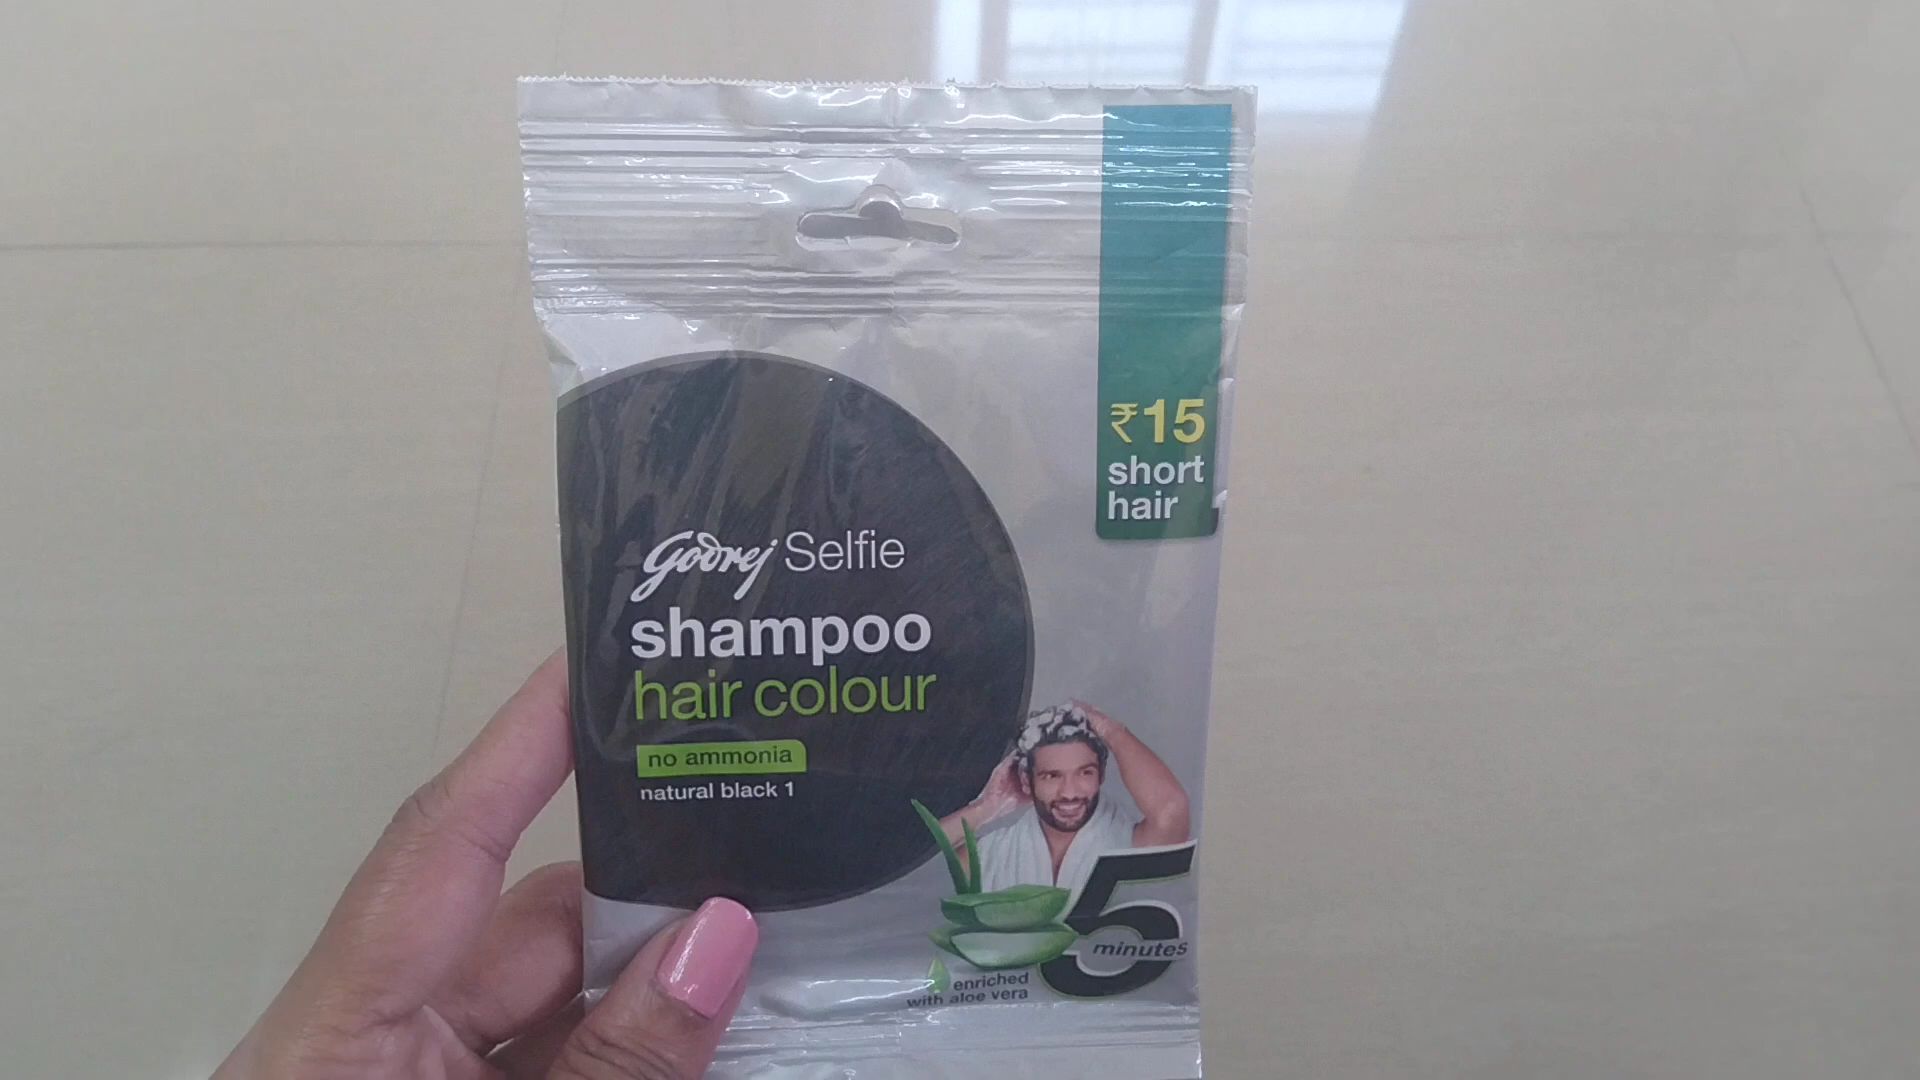 ₹15
short
hair
Godrej Selfie
shampoo
hair colour
no ammonia
natural black 1
5
minutes
enriched
with aloe vera